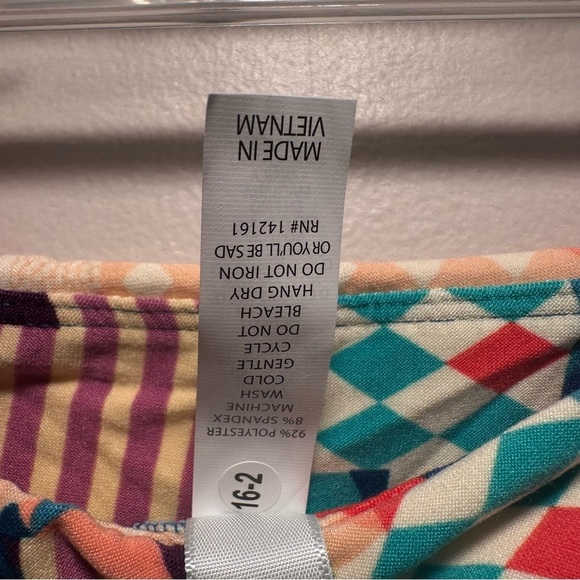 92% POLYESTER
8% SPANDEX
MACHINE
WASH
COLD
GENTLE
CYCLE
DO NOT
BLEACH
HANG DRY
DO NOT IRON
OR YOU'LL BE SAD
RN# 142161
MADE IN
VIETNAM
16-2